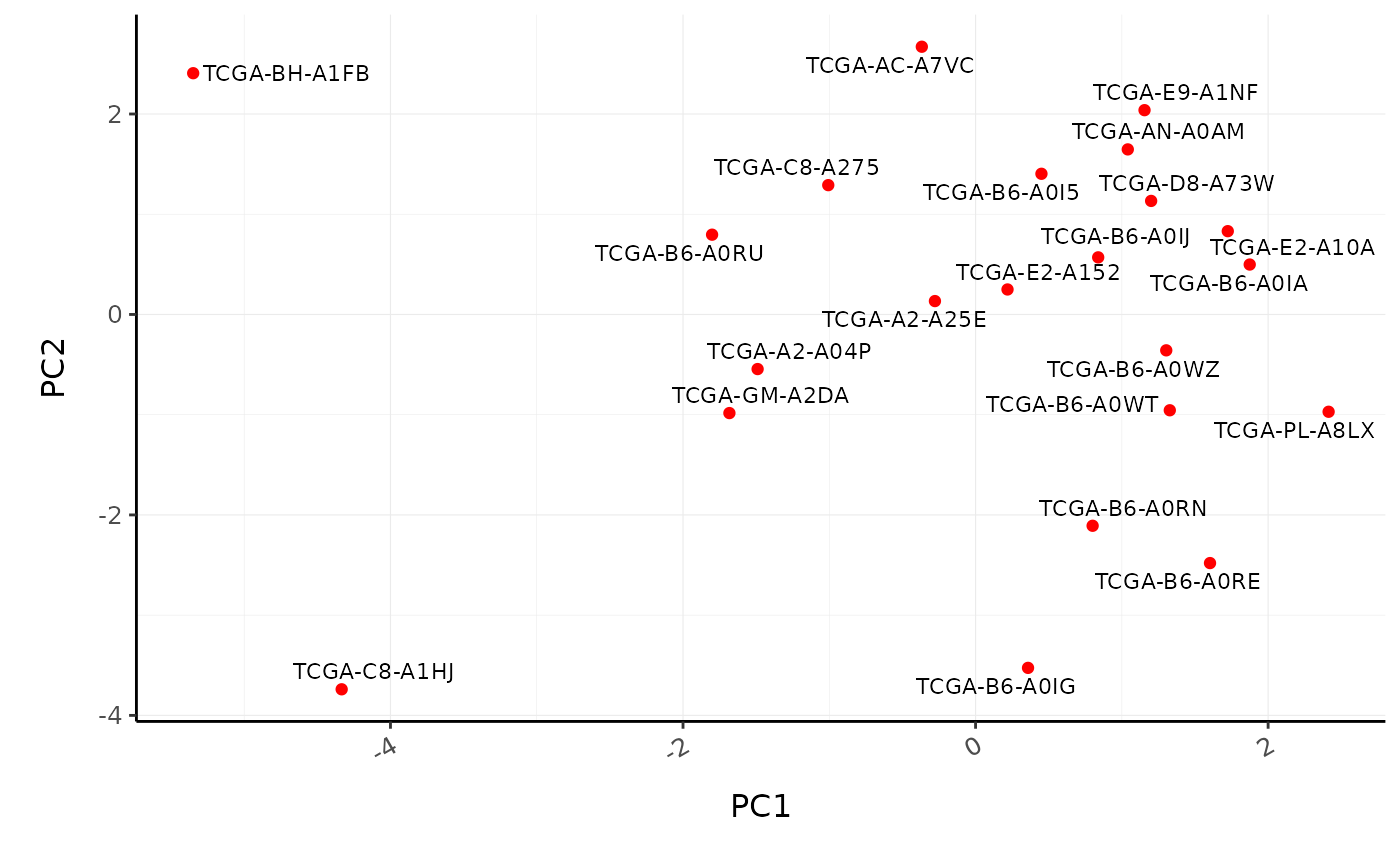 TCGA-AC-A7VC
TCGA-BH-A1FB
TCGA-E9-A1NF
2
TCGA-AN-A0AM
TCGA-C8-A275
TCGA-D8-A73W
TCGA-B6-A0I5
TCGA-B6-A0IJ
TCGA-E2-A10A
TCGA-B6-A0RU
TCGA-E2-A152
TCGA-B6-A0IA
0
TCGA-A2-A25E
TCGA-A2-A04P
PC2
TCGA-B6-A0WZ
TCGA-GM-A2DA
TCGA-B6-A0WT
TCGA-PL-A8LX
TCGA-B6-A0RN
-2
TCGA-B6-A0RE
TCGA-C8-A1HJ
TCGA-B6-A0IG
-4
-4
-2
0
2
PC1